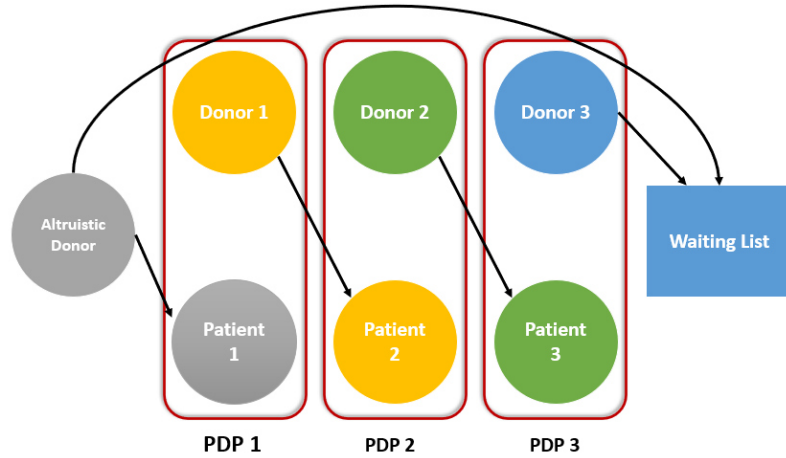 Donor 1
Donor 2
Donor 3
Altruistic
Donor
Waiting List
Patient
1
Patient
2
Patient
3
PDP 1
PDP 2
PDP 3